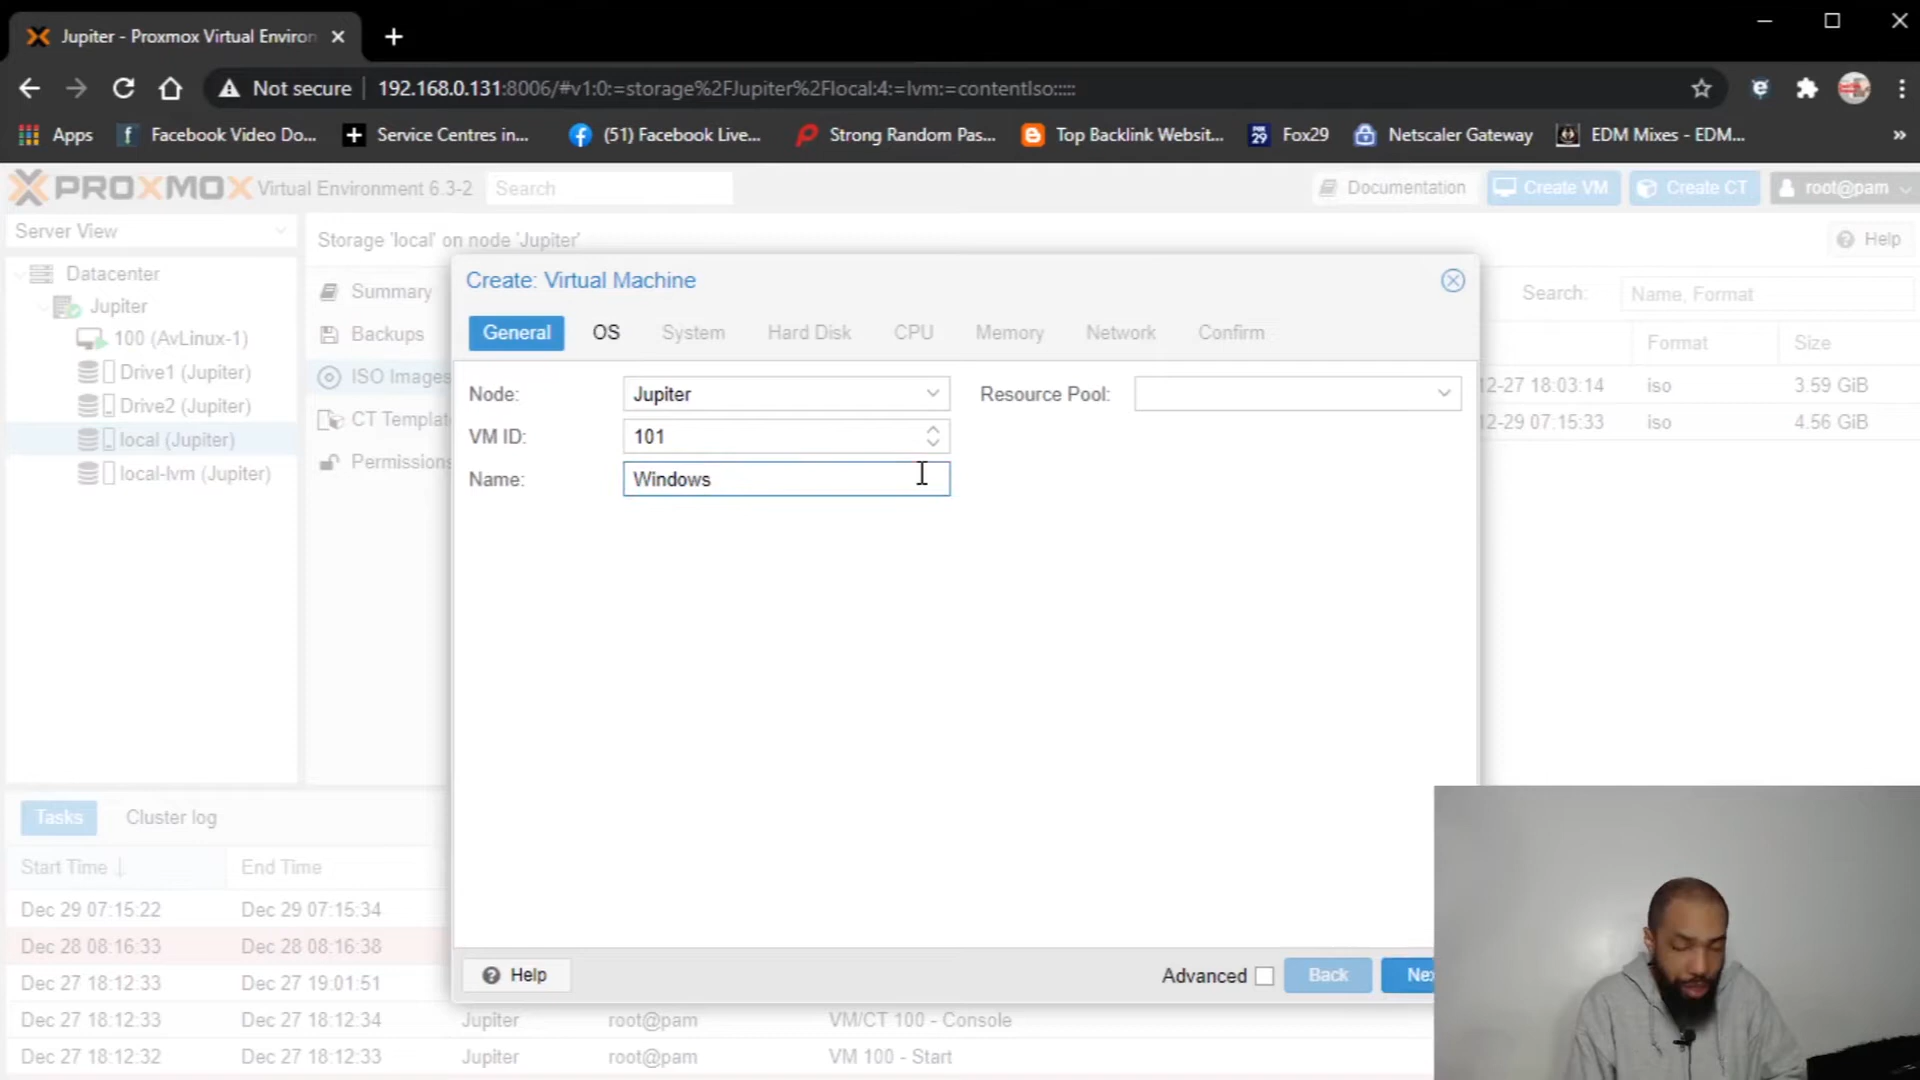 Jupiter - Proxmox Virtual Environ
Not secure 192.168.0.131:8006/#v1:0:=storage%2FJupiter%2Flocal:4:=lvm:=contentIso:::::
Apps Facebook Video Do... Service Centres in... (51) Facebook Live... Strong Random Pas... Top Backlink Websit... Fox29 Netscaler Gateway EDM Mixes - EDM... »
PROXMOX Virtual Environment 6.3-2 Search Documentation Create VM Create CT root@pam
Server View
Storage 'local' on node 'Jupiter' Help
Datacenter
Jupiter
100 (AvLinux-1)
Drive1 (Jupiter)
Drive2 (Jupiter)
local (Jupiter)
local-lvm (Jupiter)
Summary
Backups
ISO Images
CT Templat
Permissions
Search: Name, Format
Format Size
12-27 18:03:14 iso 3.59 GiB
12-29 07:15:33 iso 4.56 GiB
Create: Virtual Machine
General OS System Hard Disk CPU Memory Network Confirm
Node: Jupiter Resource Pool:
VM ID: 101
Name: Windows
Help Advanced Back Nex
Tasks Cluster log
Start Time End Time
Dec 29 07:15:22 Dec 29 07:15:34
Dec 28 08:16:33 Dec 28 08:16:38
Dec 27 18:12:33 Dec 27 19:01:51
Dec 27 18:12:33 Dec 27 18:12:34 Jupiter root@pam VM/CT 100 - Console
Dec 27 18:12:32 Dec 27 18:12:33 Jupiter root@pam VM 100 - Start